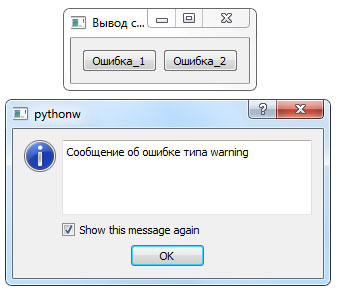 Вывод с...
Ошибка_1 Ошибка_2
pythonw
Сообщение об ошибке типа warning
Show this message again
OK